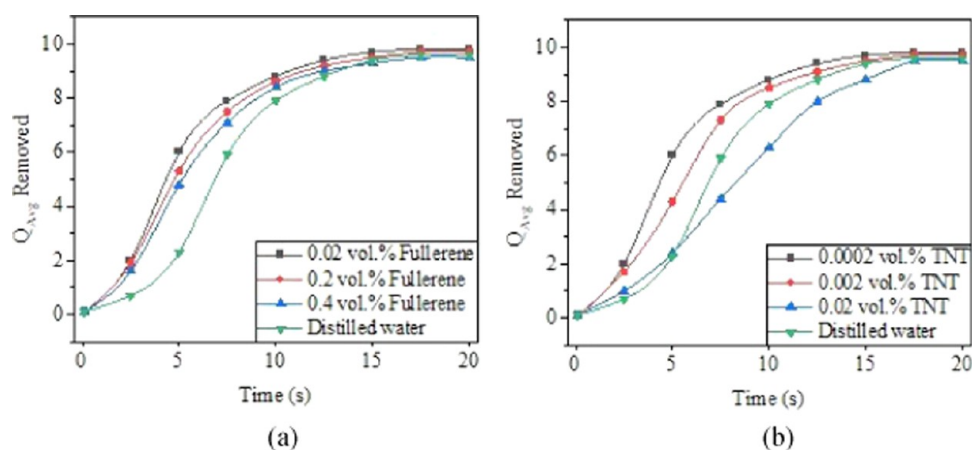 10
8
6
4
2
0
Q_Avg Removed
0.02 vol.% Fullerene
0.2 vol.% Fullerene
0.4 vol.% Fullerene
Distilled water
0 5 10 15 20
Time (s)
(a)
10
8
6
4
2
0
Q_Avg Removed
0.0002 vol.% TNT
0.002 vol.% TNT
0.02 vol.% TNT
Distilled water
0 5 10 15 20
Time (s)
(b)